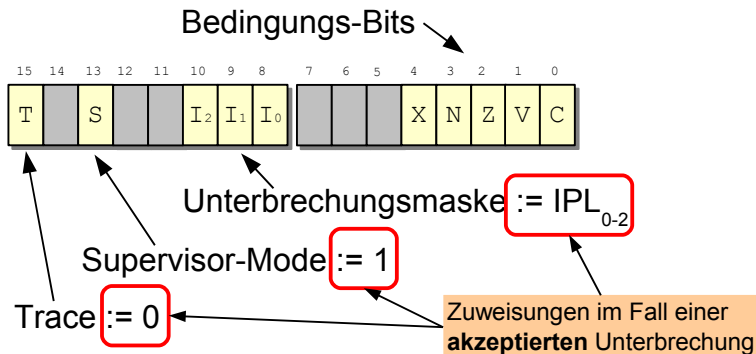 Bedingungs-Bits
15 14 13 12 11 10 9 8 7 6 5 4 3 2 1 0
T S I2 I1 I0 X N Z V C
Unterbrechungsmaske := IPL0-2
Supervisor-Mode := 1
Trace := 0
Zuweisungen im Fall einer
akzeptierten Unterbrechung